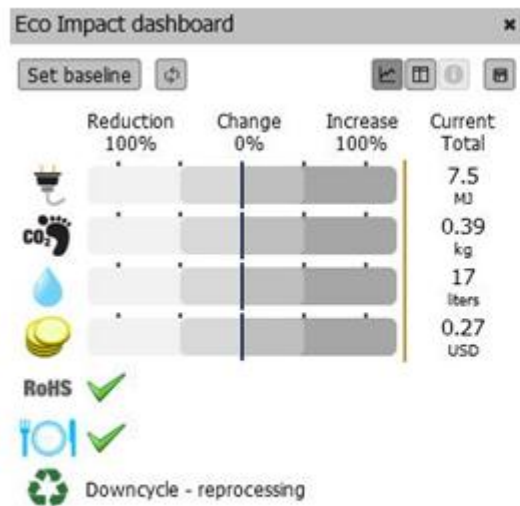 Eco Impact dashboard
Set baseline
Reduction Change Increase Current
100% 0% 100% Total
7.5
MJ
CO2 0.39
kg
17
liters
0.27
USD
RoHS
Downcycle - reprocessing